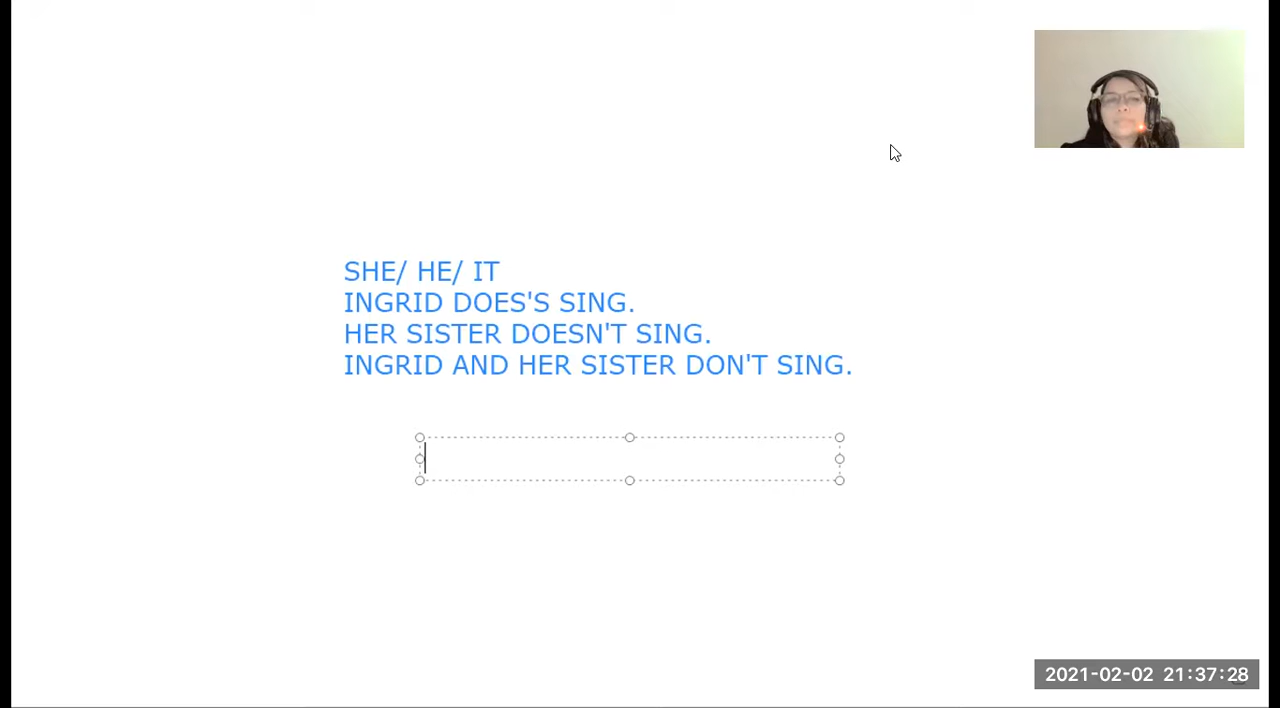 SHE/ HE/ IT
INGRID DOES'S SING.
HER SISTER DOESN'T SING.
INGRID AND HER SISTER DON'T SING.
2021-02-02 21:37:28